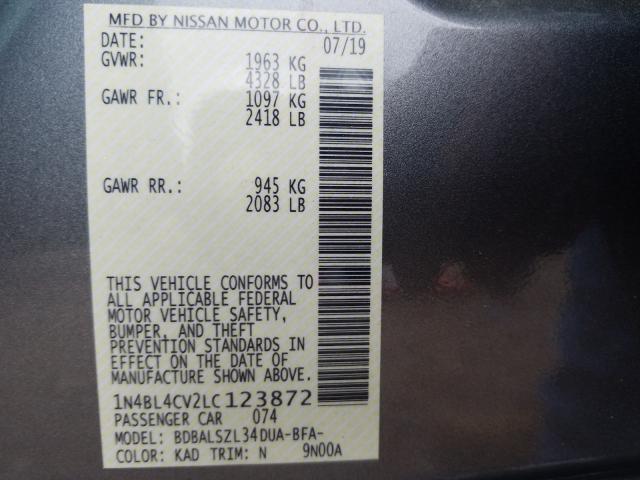 MFD BY NISSAN MOTOR CO., LTD.
DATE: 07/19
GVWR: 1963 KG
4328 LB
GAWR FR.: 1097 KG
2418 LB
GAWR RR.: 945 KG
2083 LB
THIS VEHICLE CONFORMS TO
ALL APPLICABLE FEDERAL
MOTOR VEHICLE SAFETY,
BUMPER, AND THEFT
PREVENTION STANDARDS IN
EFFECT ON THE DATE OF
MANUFACTURE SHOWN ABOVE.
1N4BL4CV2LC123872
PASSENGER CAR 074
MODEL: BDBALSZL34DUA-BFA-
COLOR: KAD TRIM: N 9N00A